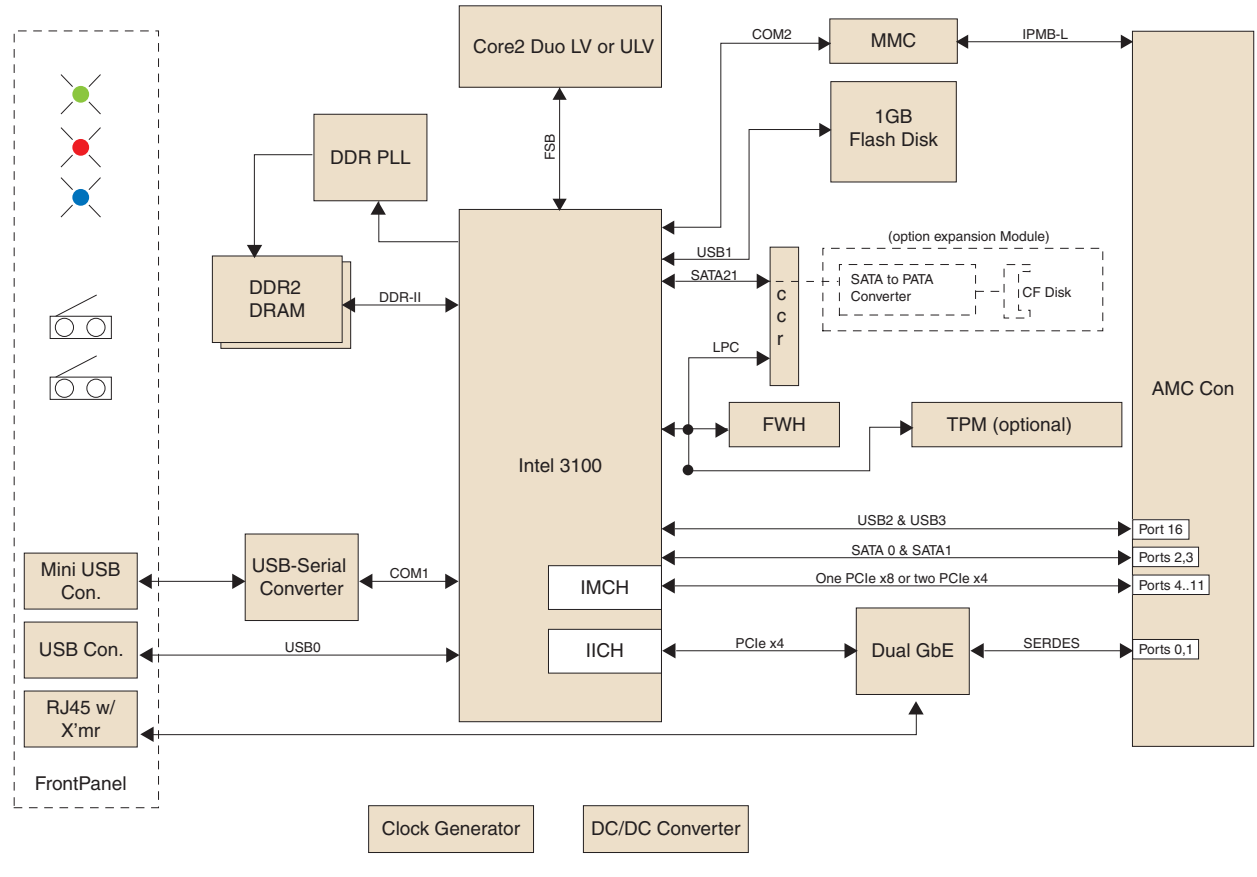 Core2 Duo LV or ULV
COM2
MMC
IPMB-L
1GB
Flash Disk
DDR PLL
FSB
(option expansion Module)
USB1
SATA21
c
c
r
SATA to PATA
Converter
CF Disk
DDR2
DRAM
DDR-II
LPC
AMC Con
FWH
TPM (optional)
Intel 3100
USB2 & USB3
Port 16
SATA 0 & SATA1
Ports 2,3
One PCIe x8 or two PCIe x4
Ports 4..11
Mini USB
Con.
USB-Serial
Converter
COM1
IMCH
USB Con.
USB0
IICH
PCIe x4
Dual GbE
SERDES
Ports 0,1
RJ45 w/
X'mr
FrontPanel
Clock Generator
DC/DC Converter